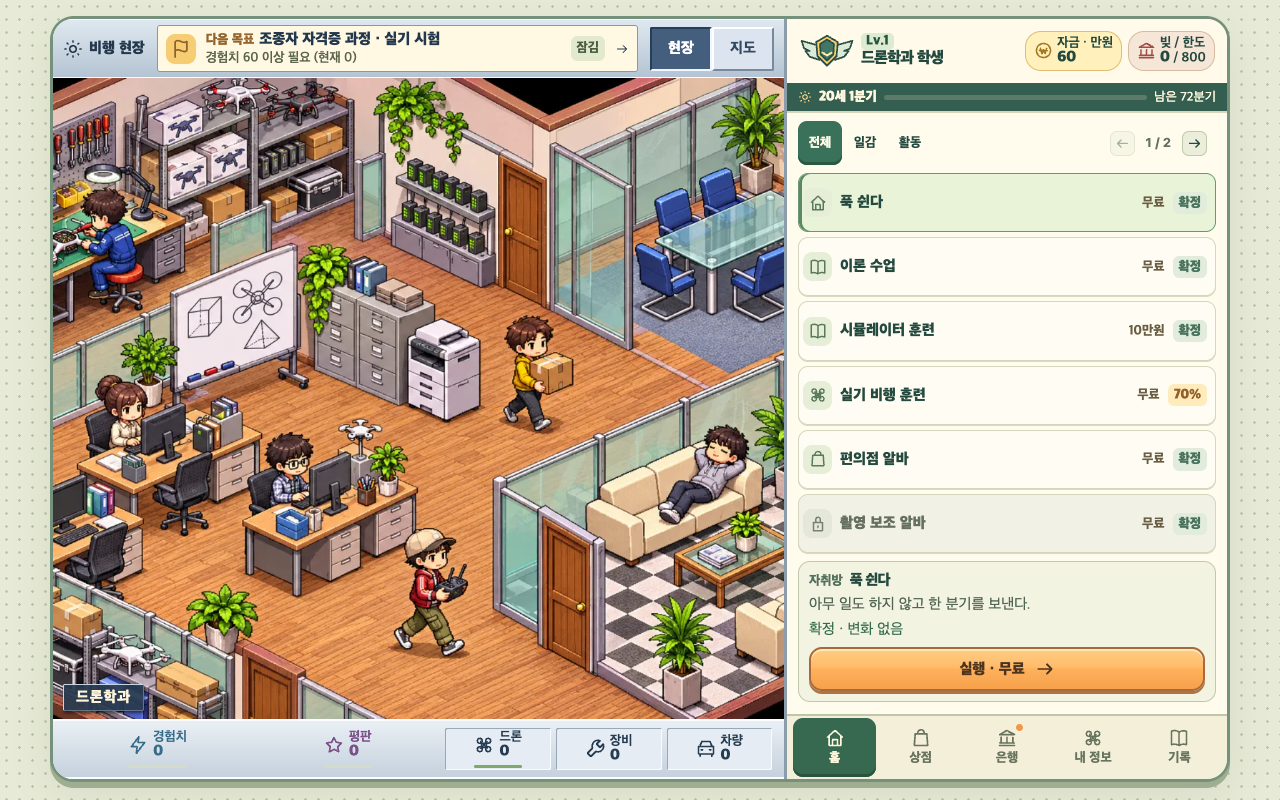 비행 현장
다음 목표 조종자 자격증 과정 · 실기 시험
경험치 60 이상 필요 (현재 0)
잠김 →
현장
지도
Lv.1
드론학과 학생
자금 · 만원
60
빚 / 한도
0 / 800
20세 1분기
남은 72분기
전체
일감
활동
← 1 / 2 →
푹 쉰다 무료 확정
이론 수업 무료 확정
시뮬레이터 훈련 10만원 확정
실기 비행 훈련 무료 70%
편의점 알바 무료 확정
촬영 보조 알바 무료 확정
자취방 푹 쉰다
아무 일도 하지 않고 한 분기를 보낸다.
확정 · 변화 없음
실행 · 무료 →
드론학과
경험치
0
평판
0
드론
0
장비
0
차량
0
홈
상점
은행
내 정보
기록